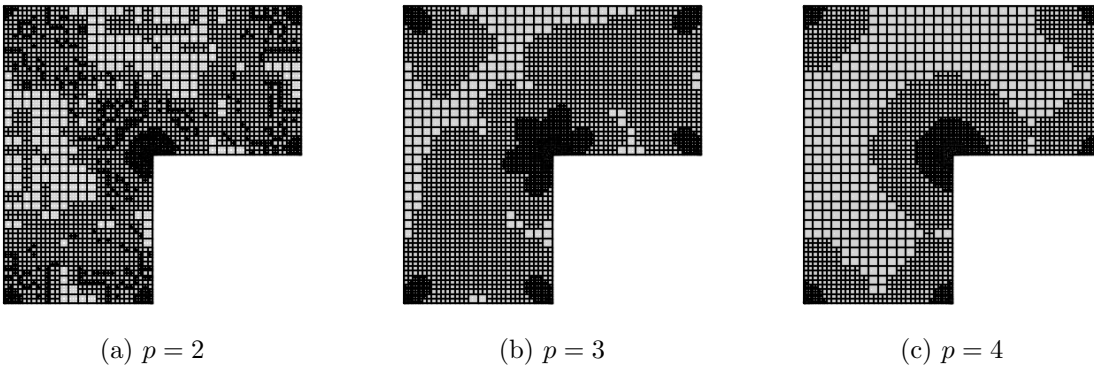 (a) p = 2
(b) p = 3
(c) p = 4